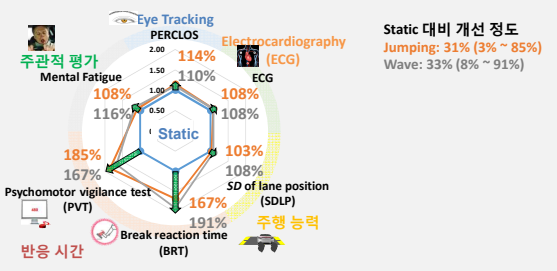 Eye Tracking
PERCLOS
Static 대비 개선 정도
Jumping: 31% (3% ~ 85%)
Wave: 33% (8% ~ 91%)
Electrocardiography
(ECG)
ECG
주관적 평가
Mental Fatigue
2.00
1.50
1.00
0.50
Static
114%
110%
108%
116%
108%
108%
185%
167%
103%
108%
167%
191%
Psychomotor vigilance test
(PVT)
SD of lane position
(SDLP)
주행 능력
Break reaction time
(BRT)
반응 시간